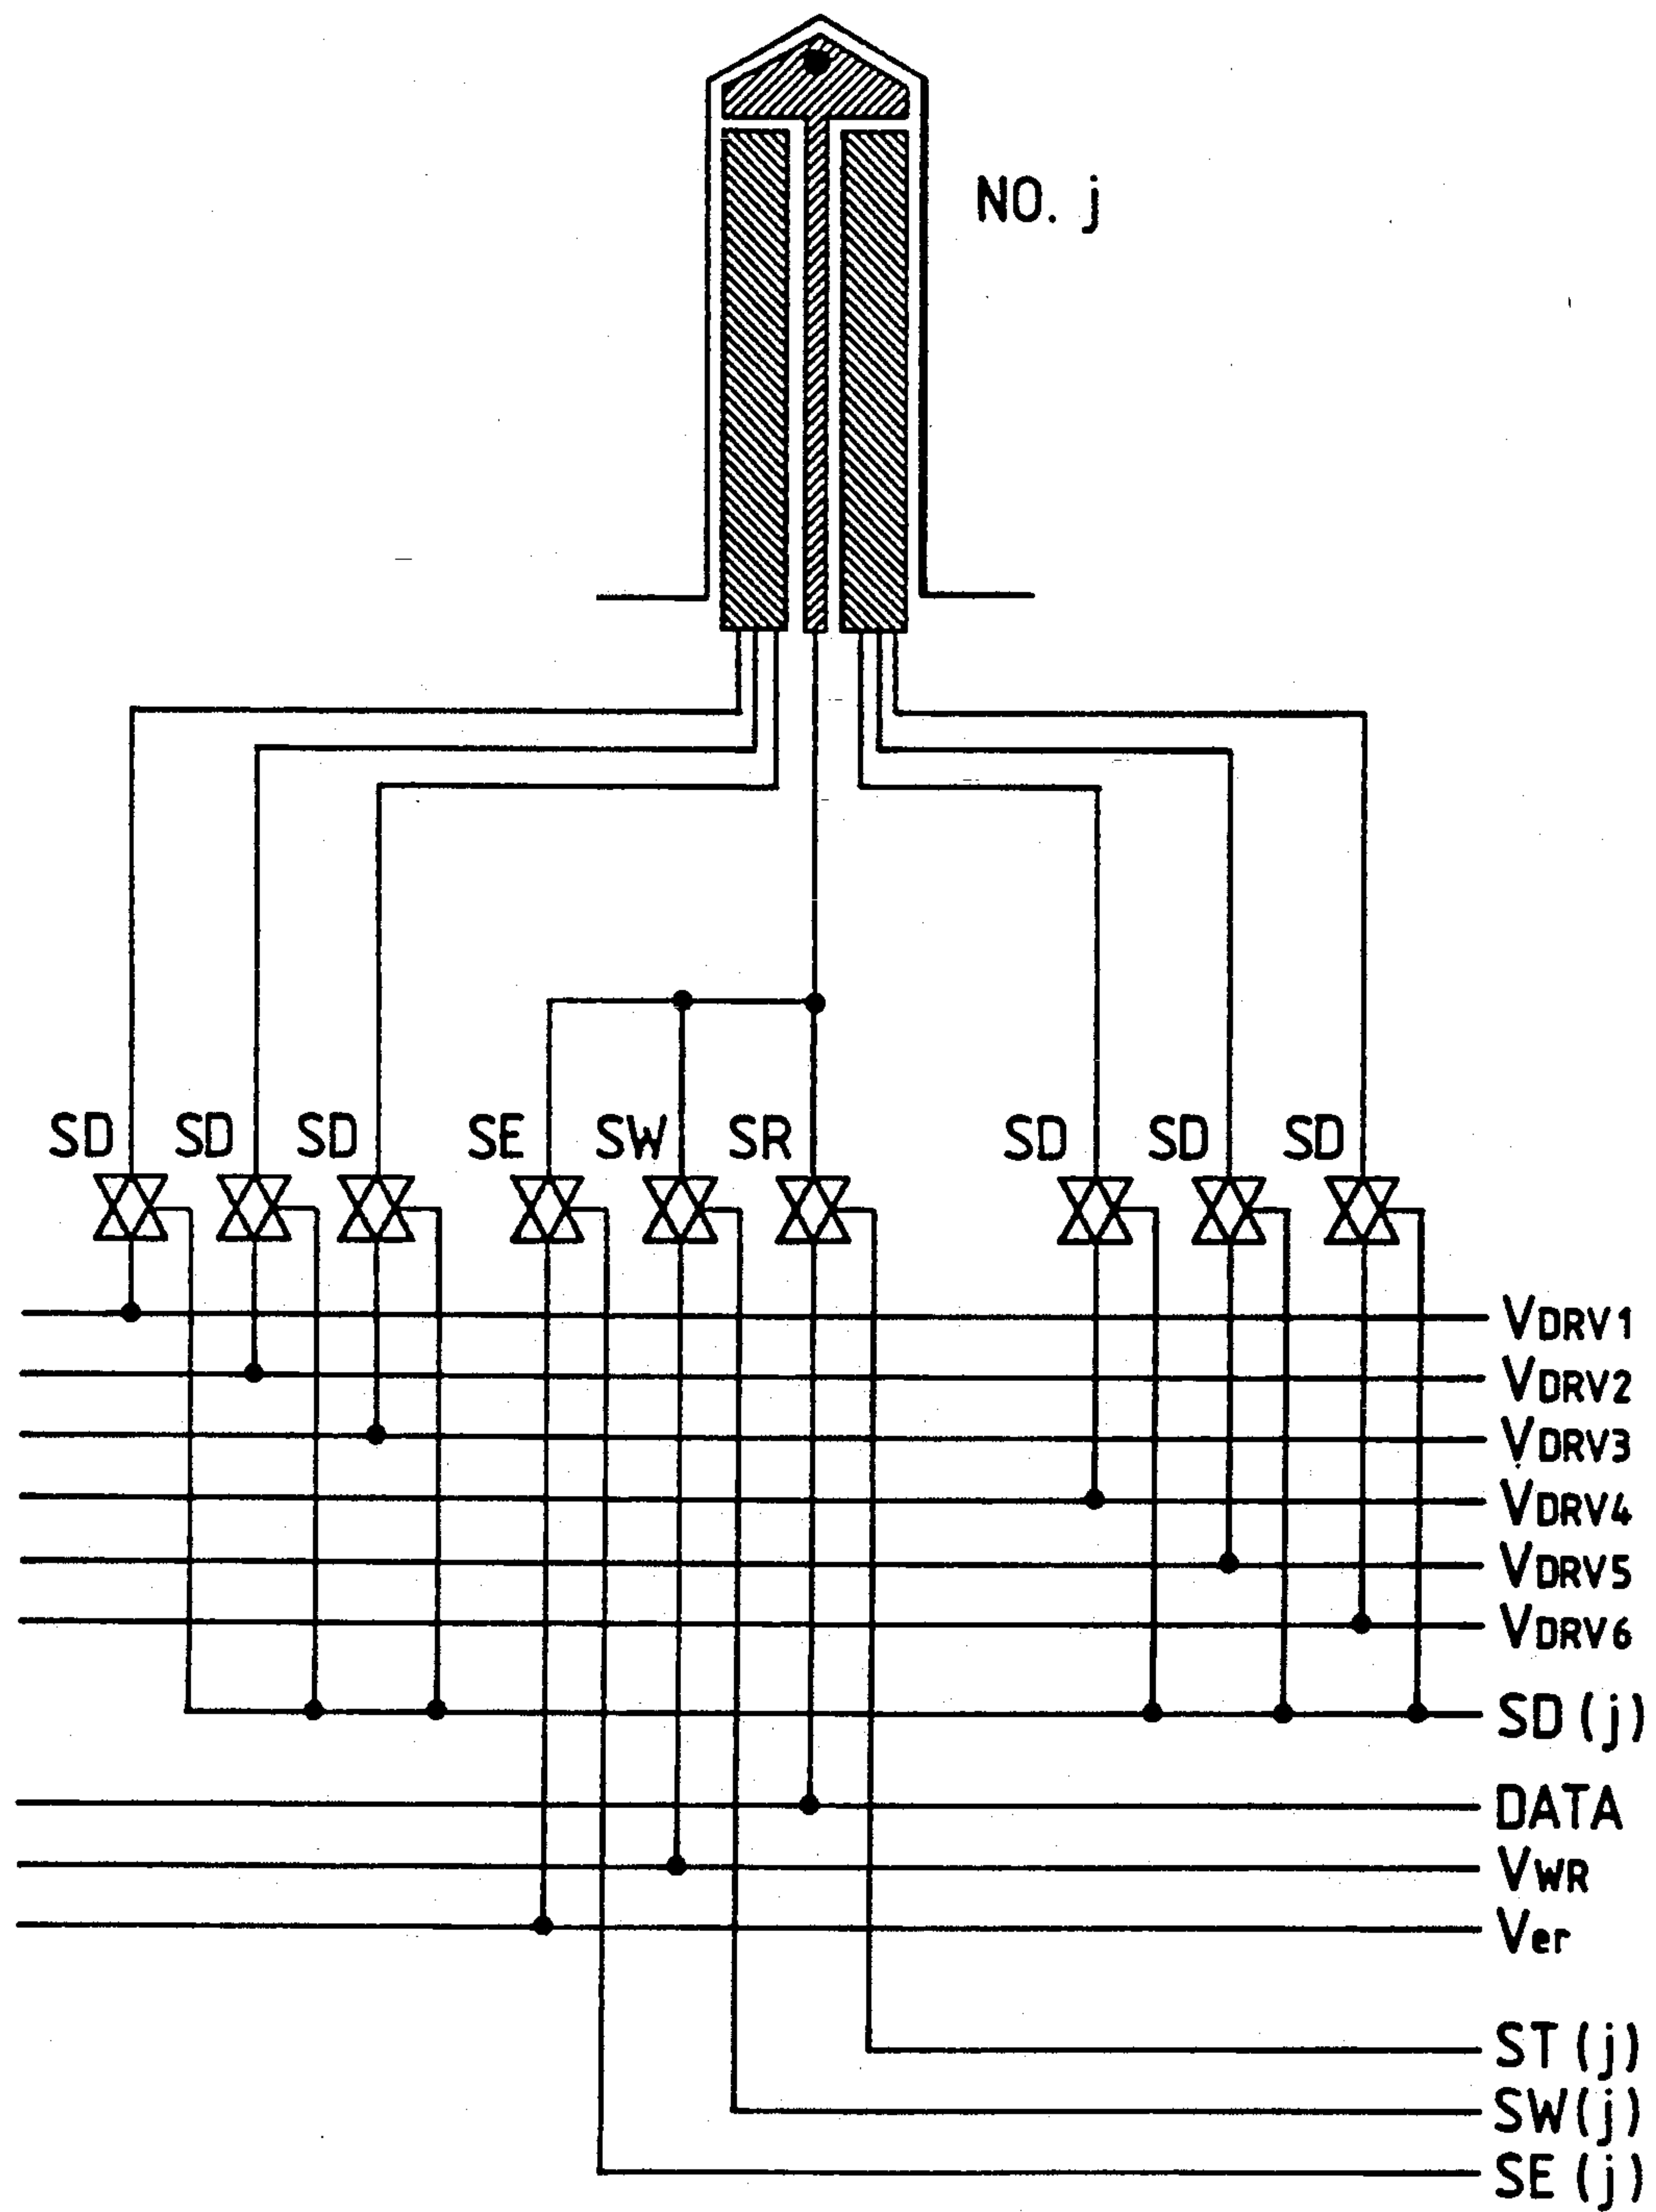 NO. j
SD SD SD SE SW SR SD SD SD
VDRV1
VDRV2
VDRV3
VDRV4
VDRV5
VDRV6
SD (j)
DATA
VWR
Ver
ST (j)
SW (j)
SE (j)